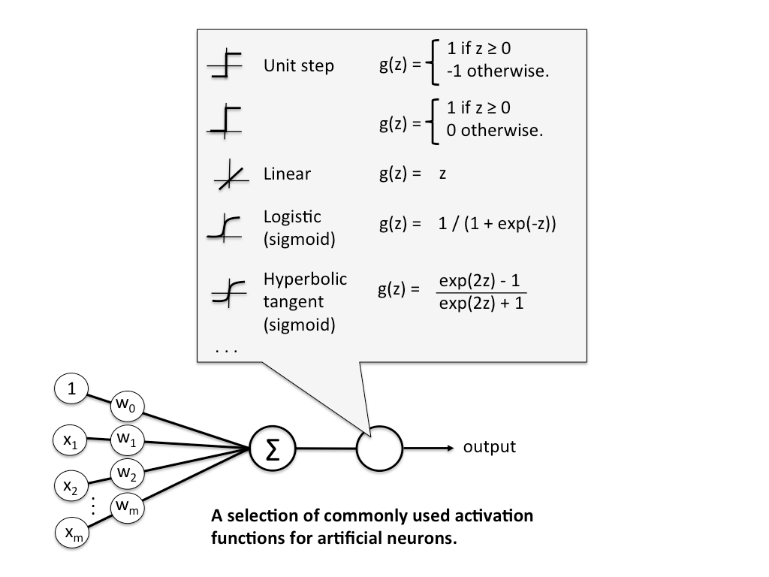 Unit step g(z) = { 1 if z ≥ 0
-1 otherwise.
g(z) = { 1 if z ≥ 0
0 otherwise.
Linear g(z) = z
Logistic
(sigmoid) g(z) = 1 / (1 + exp(-z))
Hyperbolic
tangent
(sigmoid)
g(z) = exp(2z) - 1
exp(2z) + 1
...
1 w₀
x₁ w₁ Σ output
x₂ w₂
⋮
xₘ wₘ
A selection of commonly used activation
functions for artificial neurons.